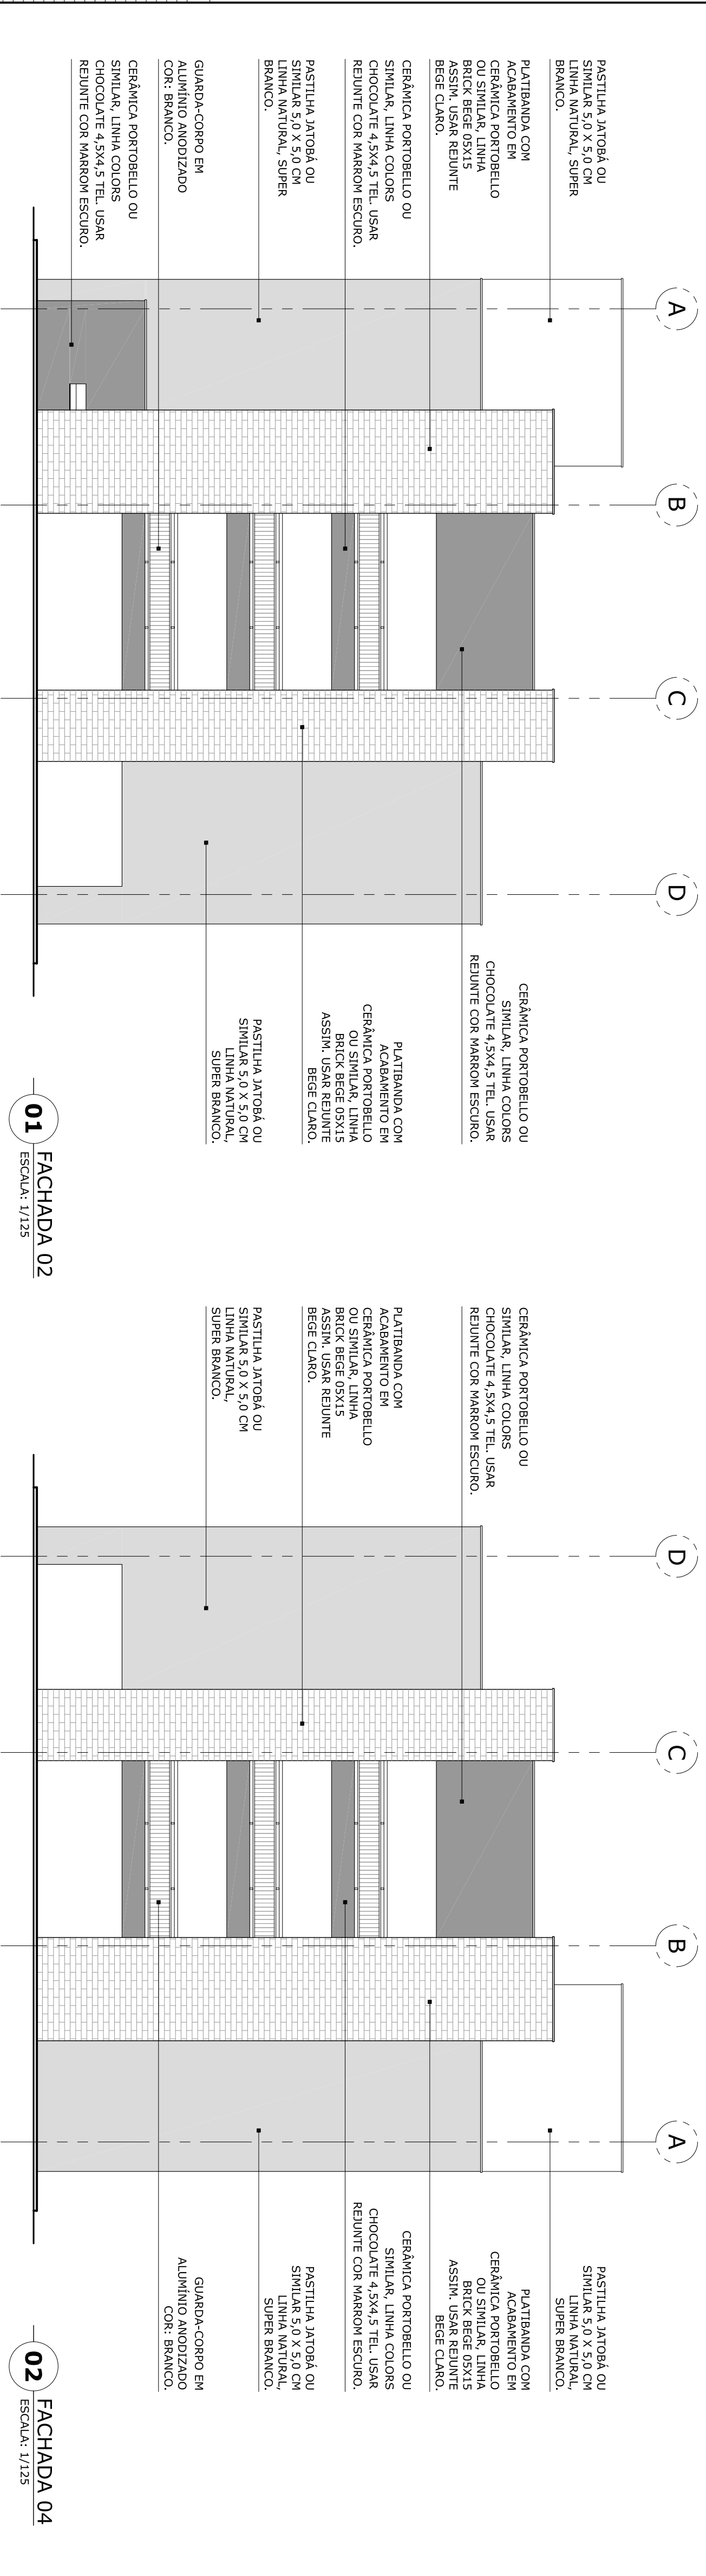 A
B
C
D
PASTILHA JATOBÁ OU
SIMILAR 5,0 X 5,0 CM
LINHA NATURAL, SUPER
BRANCO.
PLATIBANDA COM
ACABAMENTO EM
CERÂMICA PORTOBELLO
OU SIMILAR, LINHA
BRICK BEGE 05X15
ASSIM. USAR REJUNTE
BEGE CLARO.
CERÂMICA PORTOBELLO OU
SIMILAR, LINHA COLORS
CHOCOLATE 4,5X4,5 TEL. USAR
REJUNTE COR MARROM ESCURO.
PASTILHA JATOBÁ OU
SIMILAR 5,0 X 5,0 CM
LINHA NATURAL, SUPER
BRANCO.
GUARDA-CORPO EM
ALUMÍNIO ANODIZADO
COR: BRANCO.
CERÂMICA PORTOBELLO OU
SIMILAR, LINHA COLORS
CHOCOLATE 4,5X4,5 TEL. USAR
REJUNTE COR MARROM ESCURO.
CERÂMICA PORTOBELLO OU
SIMILAR, LINHA COLORS
CHOCOLATE 4,5X4,5 TEL. USAR
REJUNTE COR MARROM ESCURO.
PLATIBANDA COM
ACABAMENTO EM
CERÂMICA PORTOBELLO
OU SIMILAR, LINHA
BRICK BEGE 05X15
ASSIM. USAR REJUNTE
BEGE CLARO.
PASTILHA JATOBÁ OU
SIMILAR 5,0 X 5,0 CM
LINHA NATURAL,
SUPER BRANCO.
01
FACHADA 02
ESCALA: 1/125
D
C
B
A
CERÂMICA PORTOBELLO OU
SIMILAR, LINHA COLORS
CHOCOLATE 4,5X4,5 TEL. USAR
REJUNTE COR MARROM ESCURO.
PLATIBANDA COM
ACABAMENTO EM
CERÂMICA PORTOBELLO
OU SIMILAR, LINHA
BRICK BEGE 05X15
ASSIM. USAR REJUNTE
BEGE CLARO.
PASTILHA JATOBÁ OU
SIMILAR 5,0 X 5,0 CM
LINHA NATURAL,
SUPER BRANCO.
PASTILHA JATOBÁ OU
SIMILAR 5,0 X 5,0 CM
LINHA NATURAL,
SUPER BRANCO.
PLATIBANDA COM
ACABAMENTO EM
CERÂMICA PORTOBELLO
OU SIMILAR, LINHA
BRICK BEGE 05X15
ASSIM. USAR REJUNTE
BEGE CLARO.
CERÂMICA PORTOBELLO OU
SIMILAR, LINHA COLORS
CHOCOLATE 4,5X4,5 TEL. USAR
REJUNTE COR MARROM ESCURO.
PASTILHA JATOBÁ OU
SIMILAR 5,0 X 5,0 CM
LINHA NATURAL,
SUPER BRANCO.
GUARDA-CORPO EM
ALUMÍNIO ANODIZADO
COR: BRANCO.
02
FACHADA 04
ESCALA: 1/125